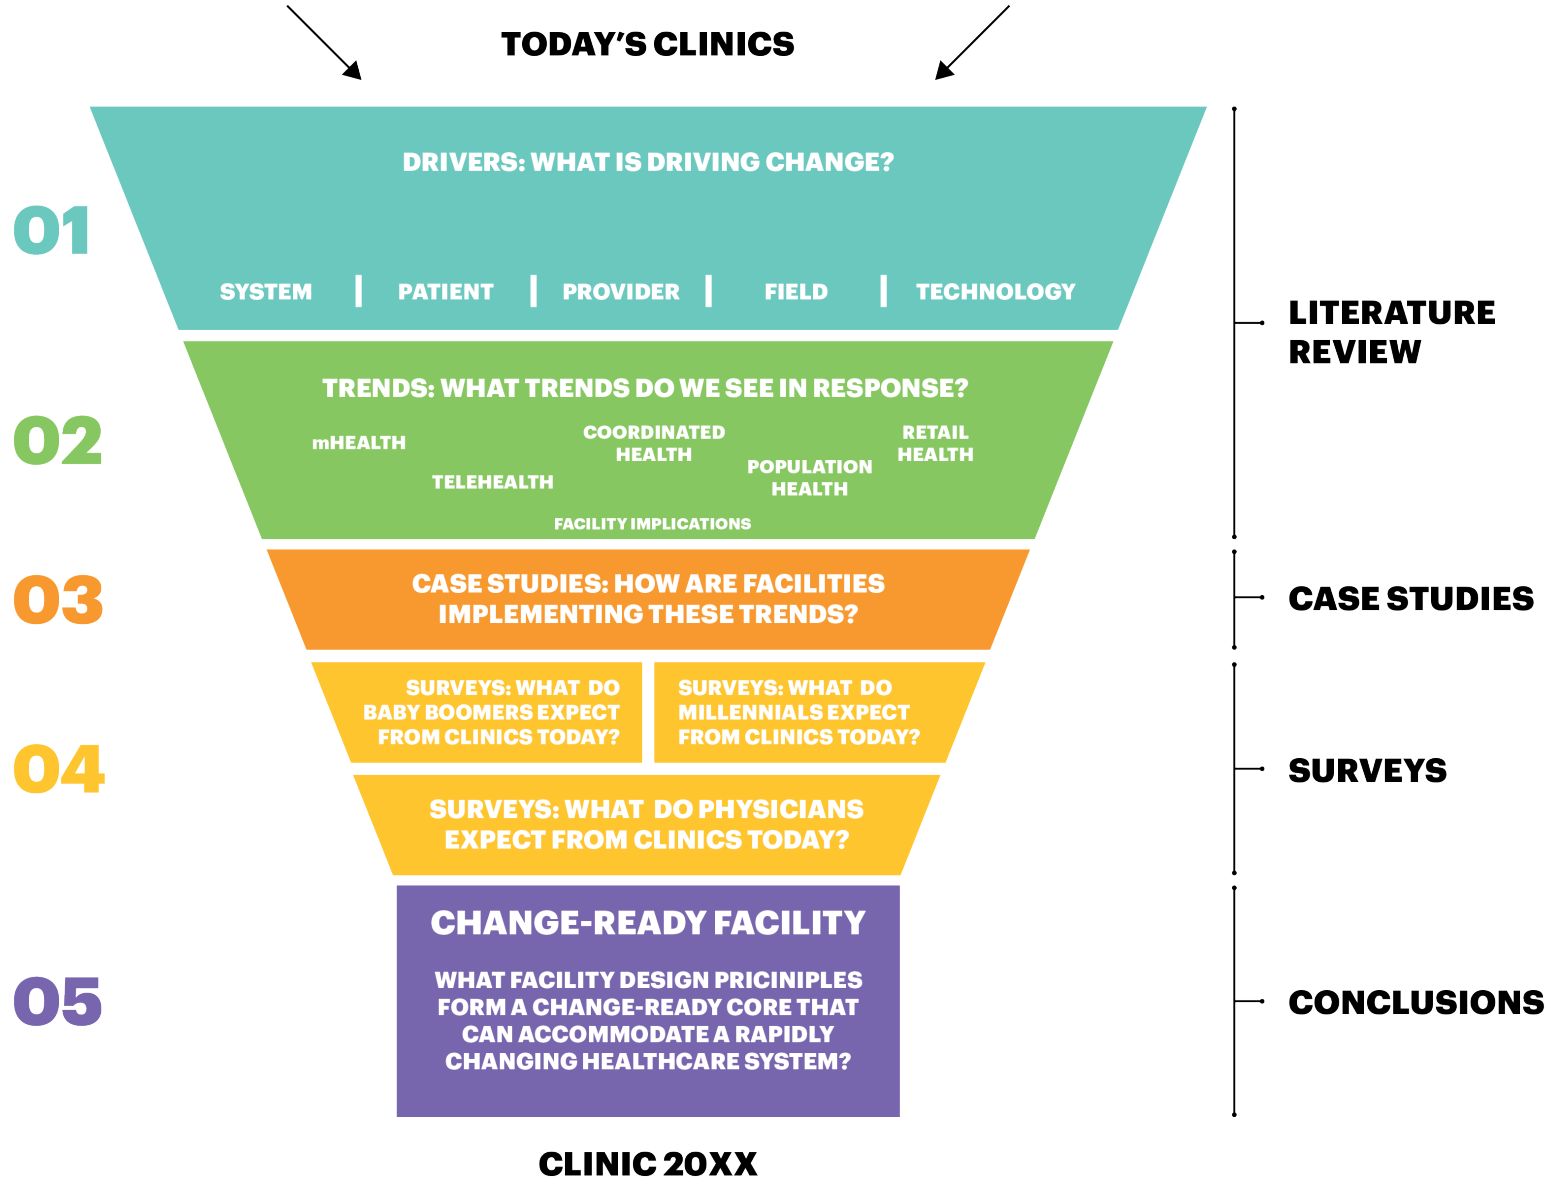 TODAY'S CLINICS
01
DRIVERS: WHAT IS DRIVING CHANGE?
SYSTEM | PATIENT | PROVIDER | FIELD | TECHNOLOGY
LITERATURE
REVIEW
02
TRENDS: WHAT TRENDS DO WE SEE IN RESPONSE?
mHEALTH
TELEHEALTH
COORDINATED
HEALTH
POPULATION
HEALTH
RETAIL
HEALTH
FACILITY IMPLICATIONS
03
CASE STUDIES: HOW ARE FACILITIES
IMPLEMENTING THESE TRENDS?
CASE STUDIES
04
SURVEYS: WHAT DO
BABY BOOMERS EXPECT
FROM CLINICS TODAY?
SURVEYS: WHAT DO
MILLENNIALS EXPECT
FROM CLINICS TODAY?
SURVEYS: WHAT DO PHYSICIANS
EXPECT FROM CLINICS TODAY?
SURVEYS
05
CHANGE-READY FACILITY
WHAT FACILITY DESIGN PRICINIPLES
FORM A CHANGE-READY CORE THAT
CAN ACCOMMODATE A RAPIDLY
CHANGING HEALTHCARE SYSTEM?
CONCLUSIONS
CLINIC 20XX